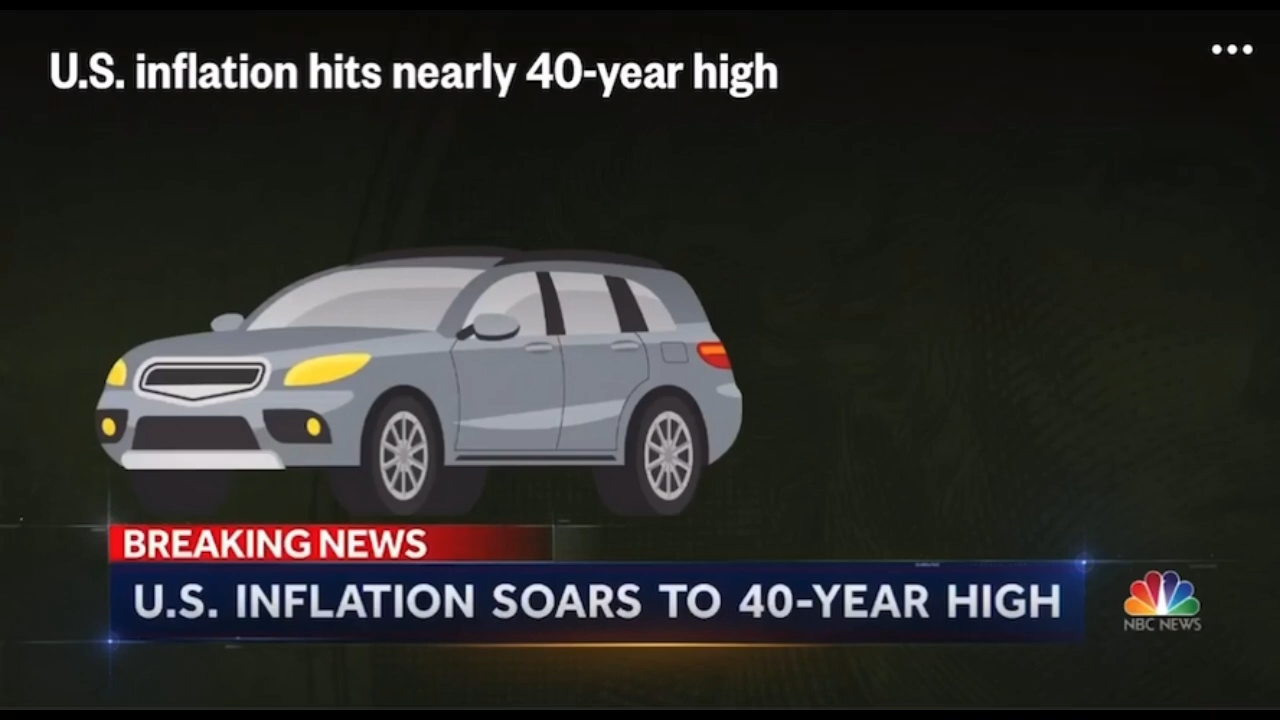 U.S. inflation hits nearly 40-year high
BREAKING NEWS
U.S. INFLATION SOARS TO 40-YEAR HIGH
NBC NEWS